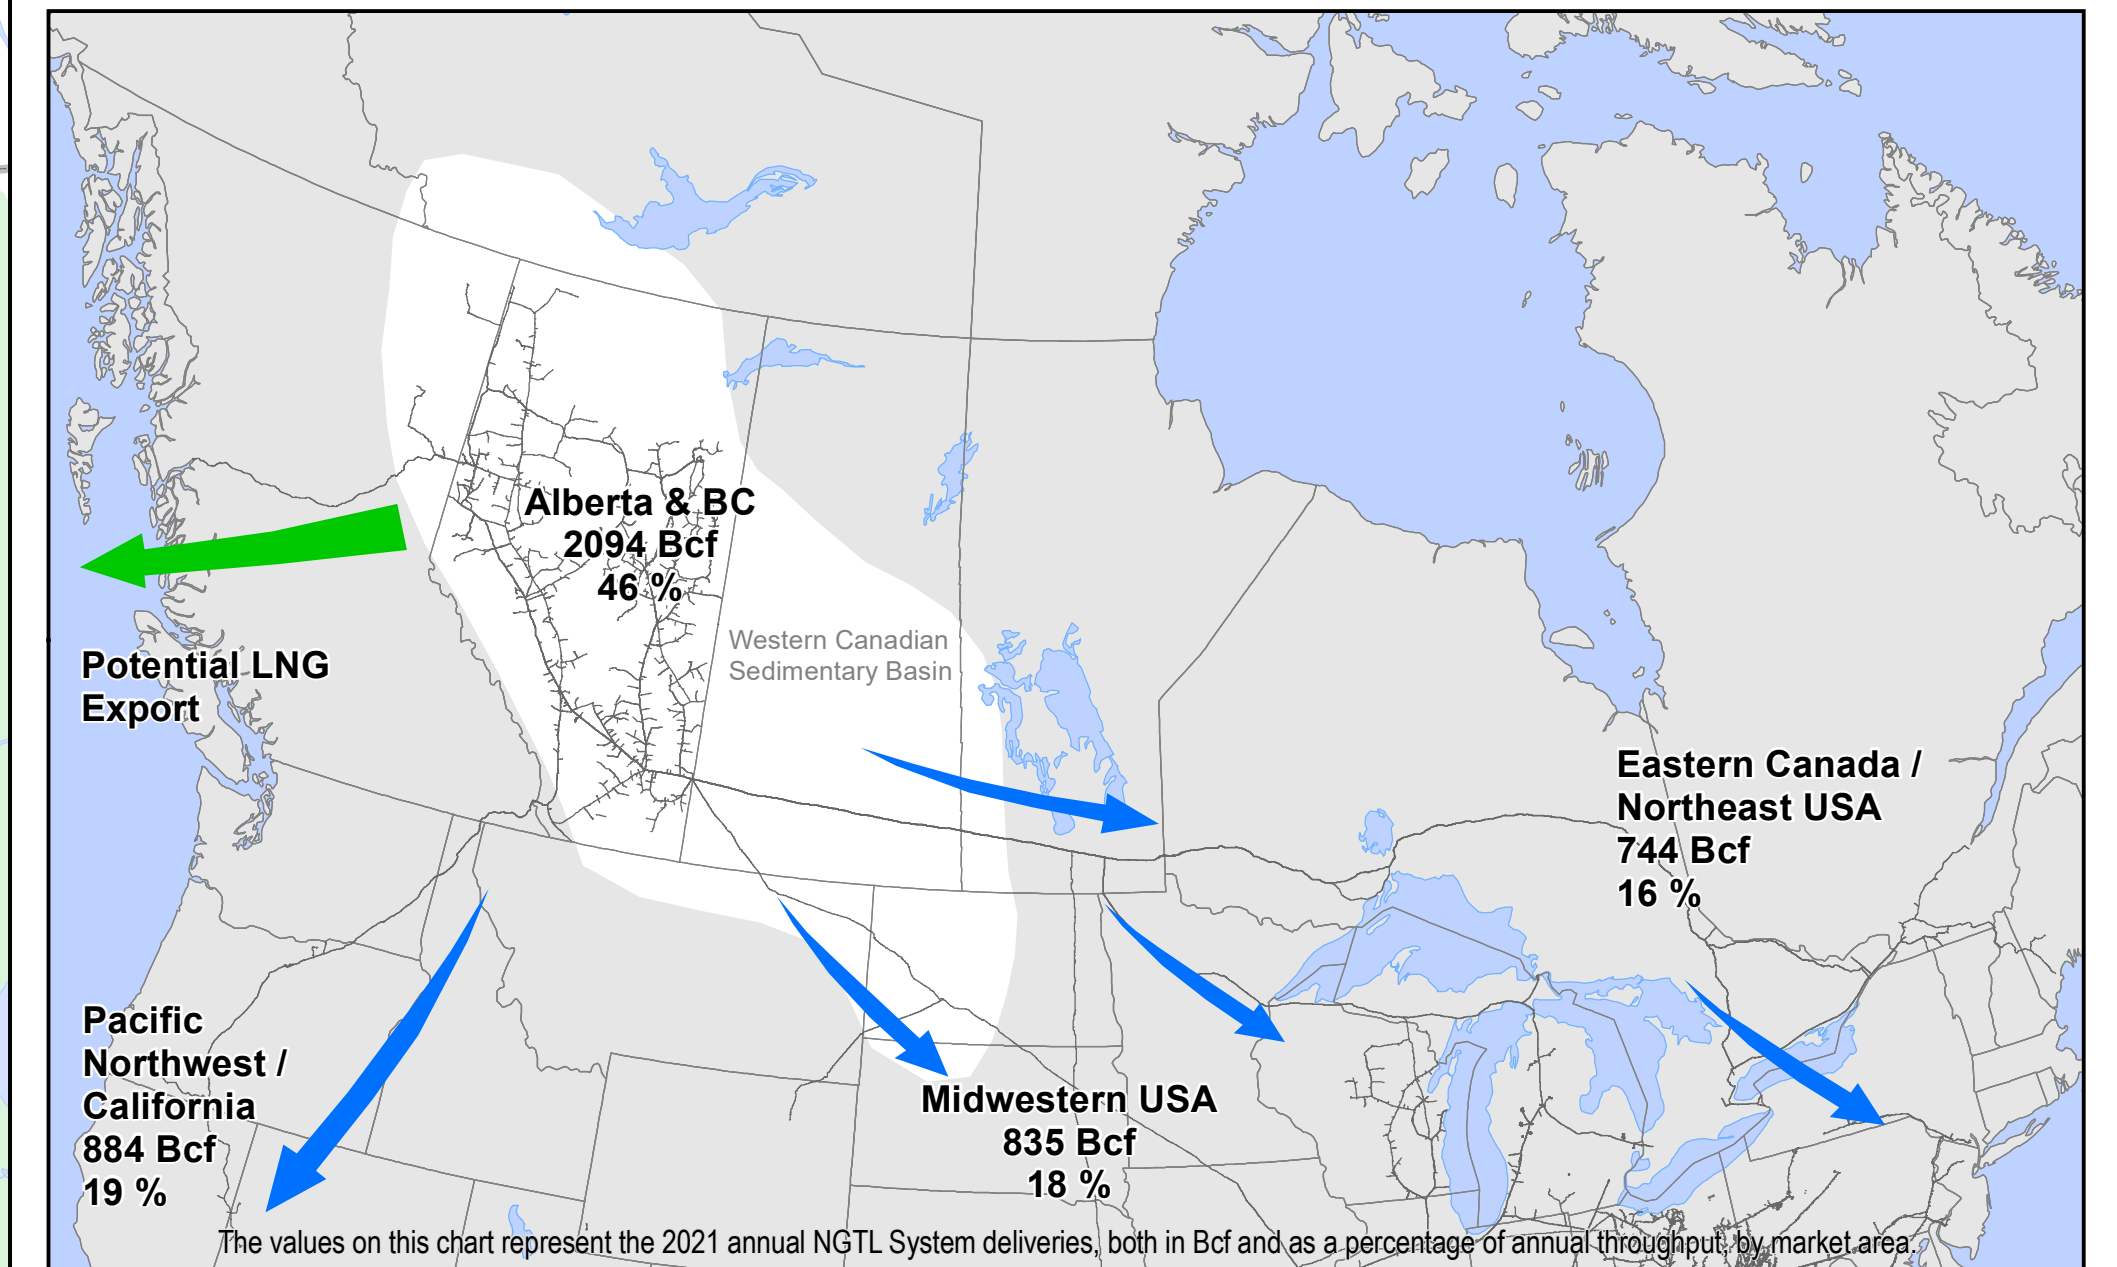 Alberta & BC
2094 Bcf
46 %
Western Canadian
Sedimentary Basin
Potential LNG
Export
Eastern Canada /
Northeast USA
744 Bcf
16 %
Pacific
Northwest /
California
884 Bcf
19 %
Midwestern USA
835 Bcf
18 %
The values on this chart represent the 2021 annual NGTL System deliveries, both in Bcf and as a percentage of annual throughput, by market area.